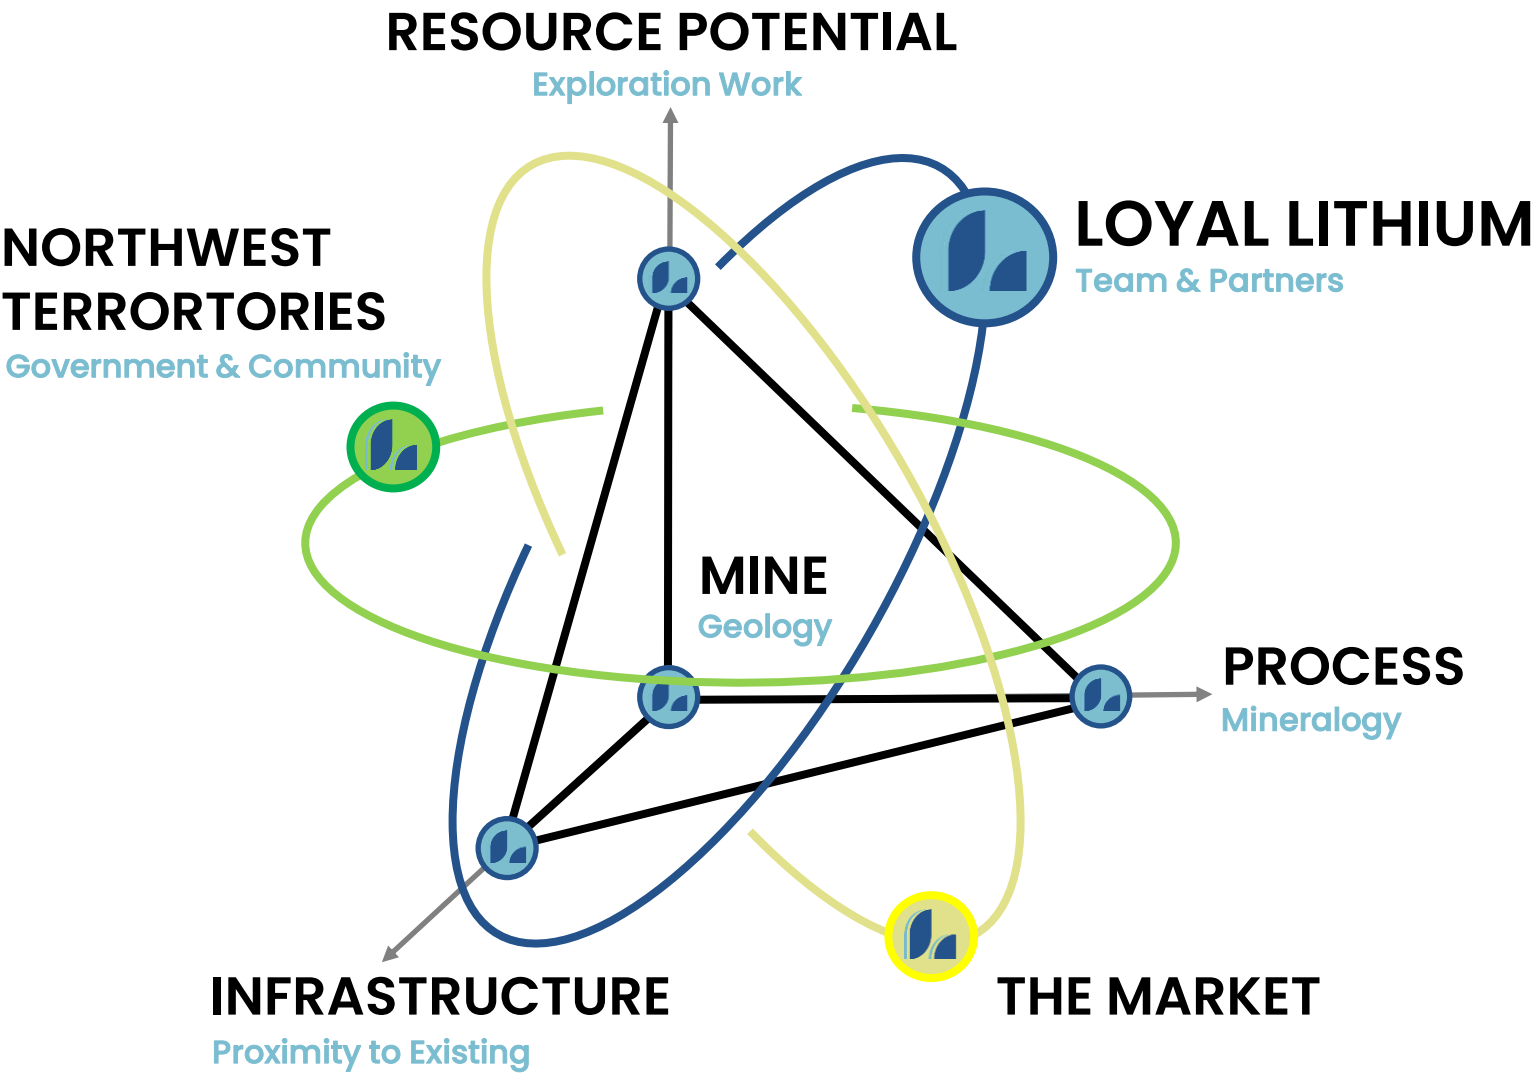 RESOURCE POTENTIAL
Exploration Work
NORTHWEST
TERRORTORIES
Government & Community
LOYAL LITHIUM
Team & Partners
MINE
Geology
PROCESS
Mineralogy
INFRASTRUCTURE
Proximity to Existing
THE MARKET